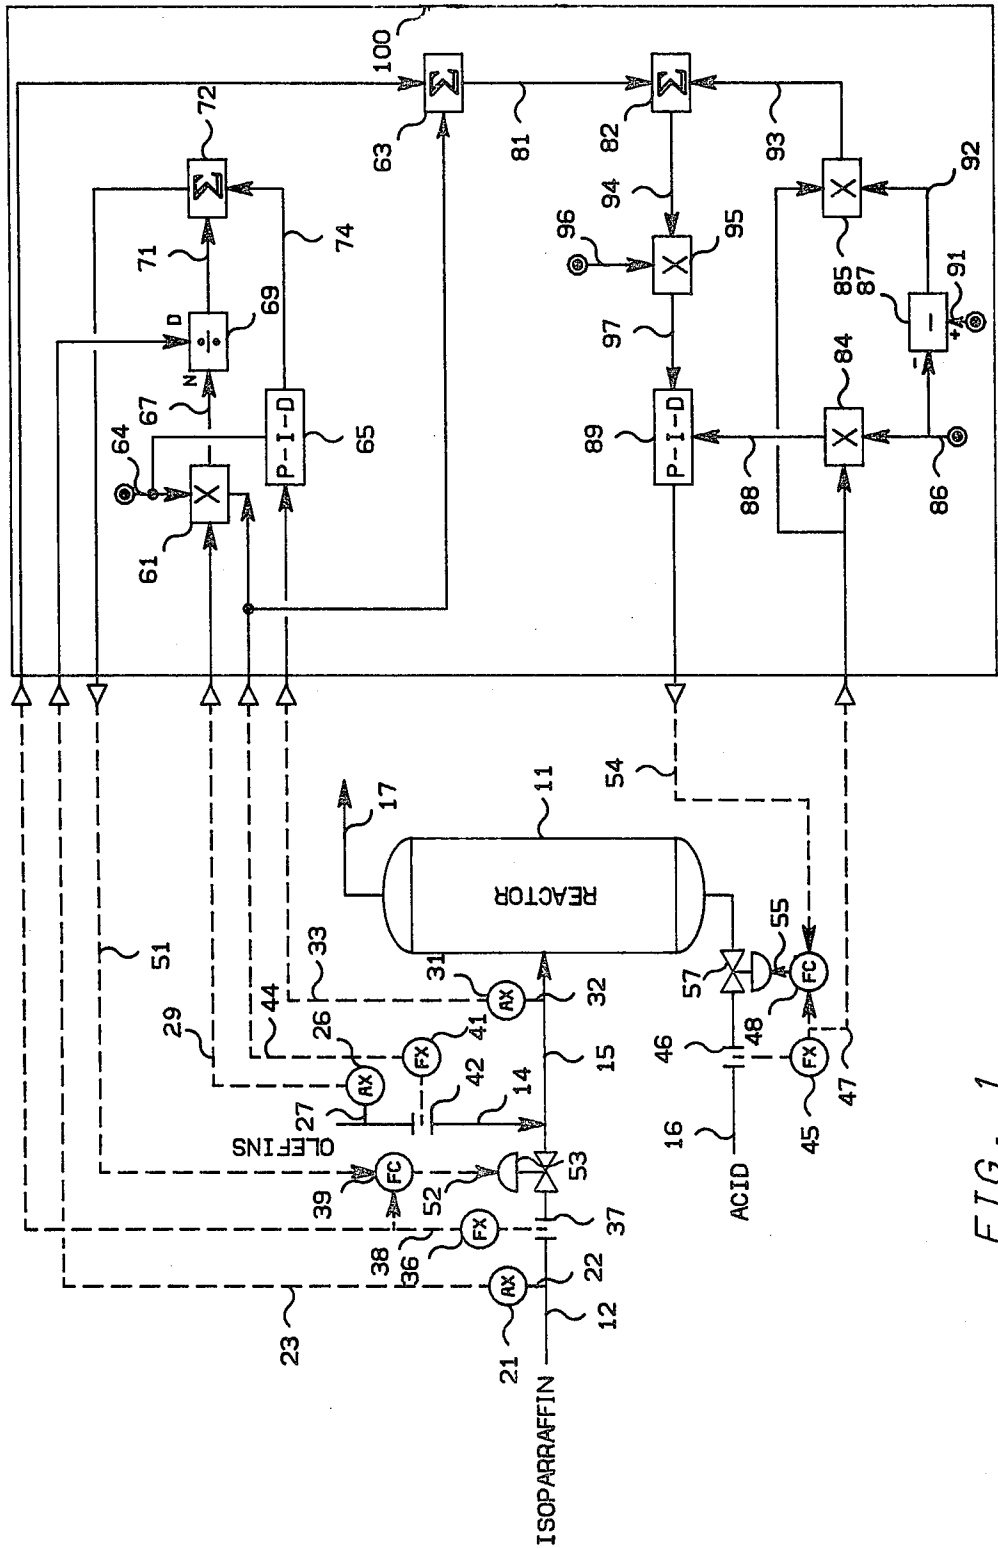 100
72
Σ
63
Σ
81
82
Σ
93
71
74
94
96
95
X
92
85
X
87
91
−
−
+
69
D
÷
N
67
64
61
X
65
P-I-D
97
89
P-I-D
88
84
X
86
51
29
44
33
54
17
11
REACTOR
31
AX
32
26
AX
27
41
FX
42
14
15
OLEFINS
39
FC
52
53
38
36
FX
37
23
21
AX
22
12
ISOPARRAFFIN
57
55
48
FC
46
16
45
FX
47
ACID
FIG. 1